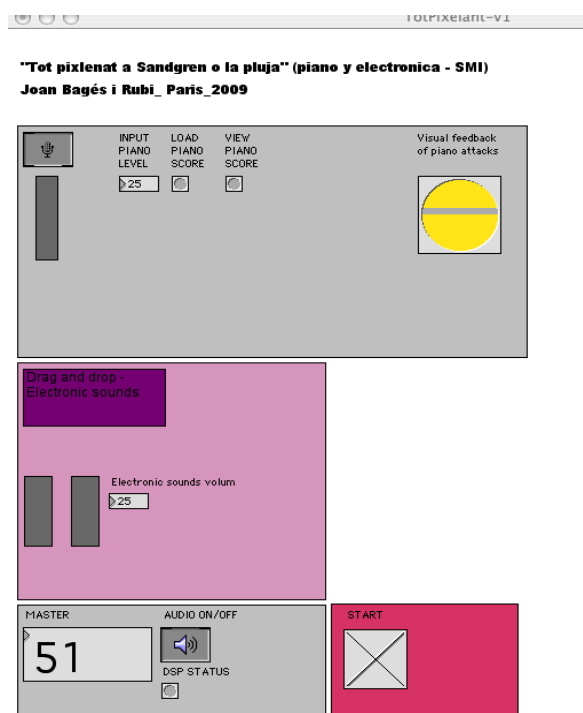 TotPixelant-V1
"Tot pixlenat a Sandgren o la pluja" (piano y electronica - SMI)
Joan Bagés i Rubi_ Paris_2009
INPUT PIANO LEVEL
LOAD PIANO SCORE
VIEW PIANO SCORE
Visual feedback
of piano attacks
25
Drag and drop -
Electronic sounds
Electronic sounds volum
25
MASTER
AUDIO ON/OFF
START
51
DSP STATUS